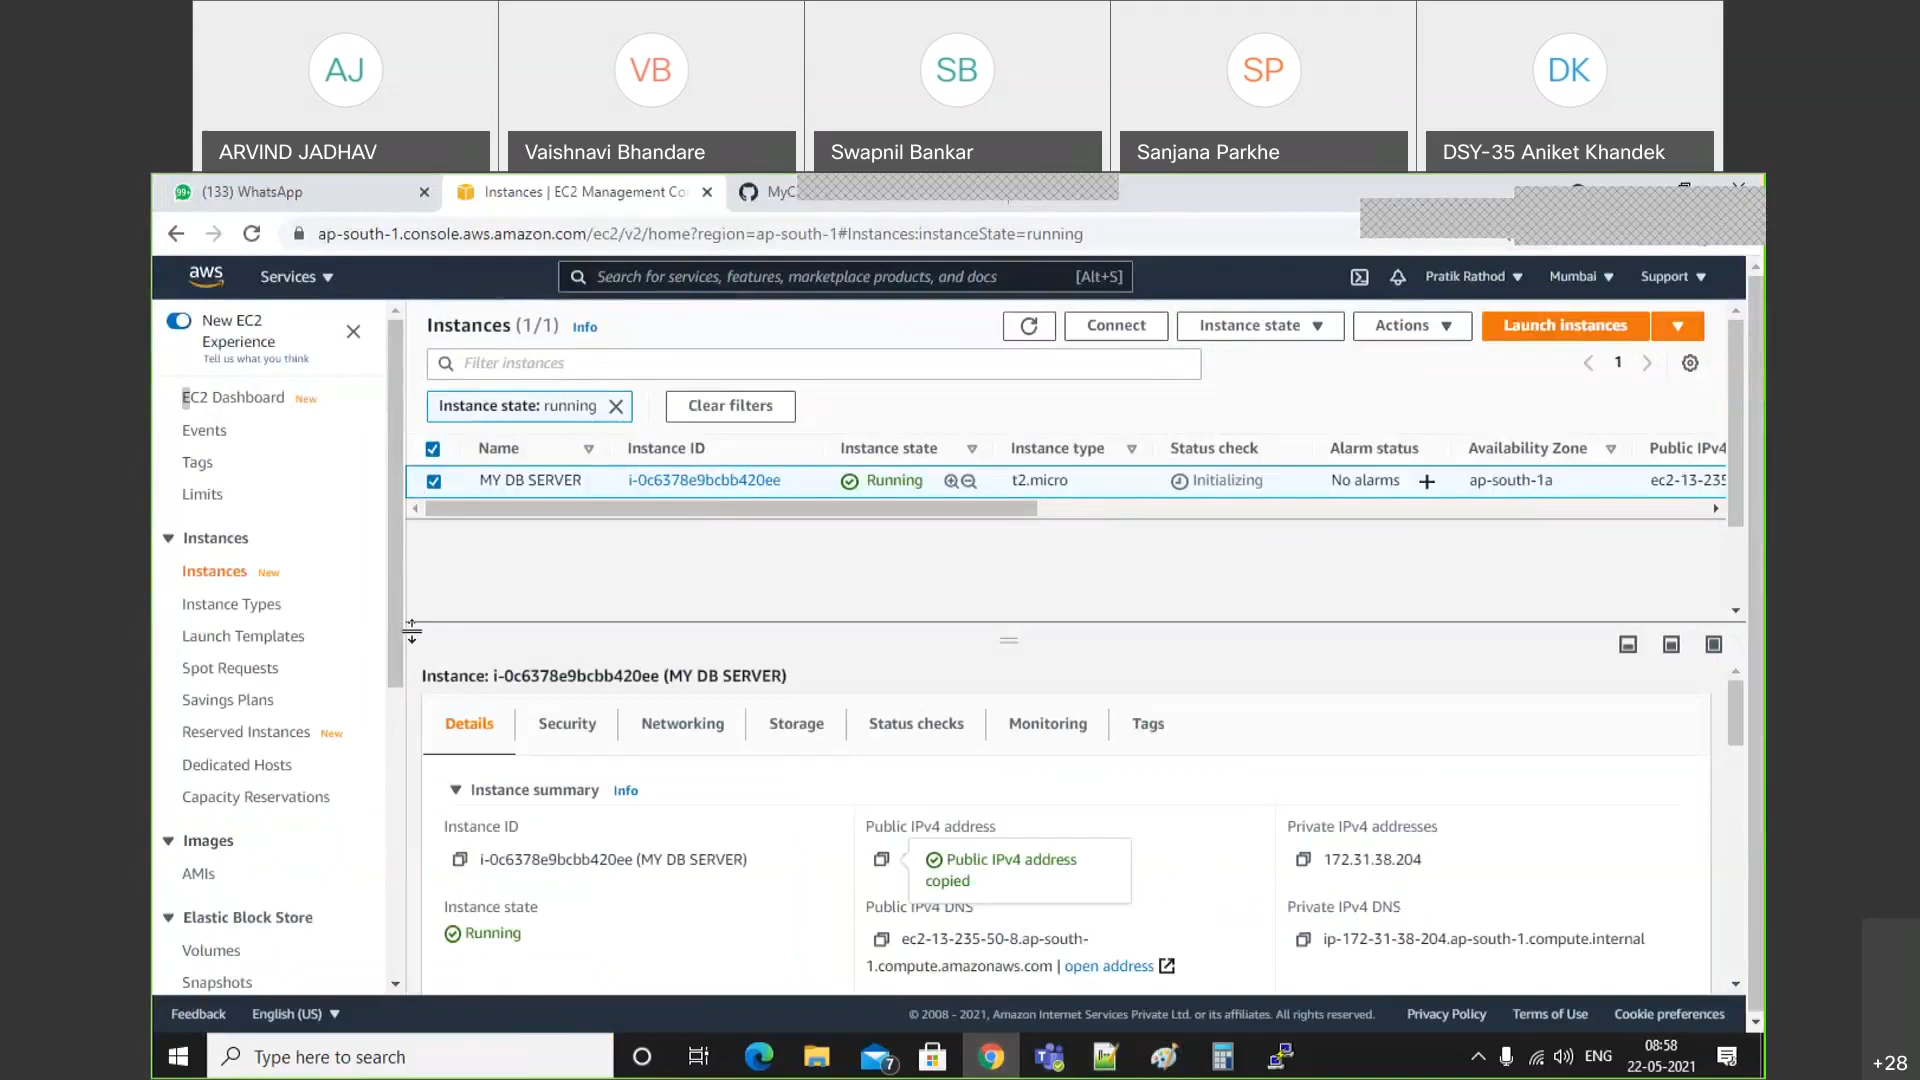 AJ
VB
SB
SP
DK
ARVIND JADHAV
Vaishnavi Bhandare
Swapnil Bankar
Sanjana Parkhe
DSY-35 Aniket Khandek
99+
(133) WhatsApp
Instances | EC2 Management Co
MyC
ap-south-1.console.aws.amazon.com/ec2/v2/home?region=ap-south-1#Instances:instanceState=running
aws
Services
Search for services, features, marketplace products, and docs
[Alt+S]
Pratik Rathod
Mumbai
Support
New EC2
Experience
Tell us what you think
EC2 Dashboard New
Events
Tags
Limits
Instances
Instances New
Instance Types
Launch Templates
Spot Requests
Savings Plans
Reserved Instances New
Dedicated Hosts
Capacity Reservations
Images
AMIs
Elastic Block Store
Volumes
Snapshots
Instances (1/1) Info
Connect
Instance state
Actions
Launch instances
Filter instances
1
Instance state: running
Clear filters
Name
Instance ID
Instance state
Instance type
Status check
Alarm status
Availability Zone
Public IPv4
MY DB SERVER
i-0c6378e9bcbb420ee
Running
t2.micro
Initializing
No alarms
ap-south-1a
ec2-13-235
Instance: i-0c6378e9bcbb420ee (MY DB SERVER)
Details
Security
Networking
Storage
Status checks
Monitoring
Tags
Instance summary Info
Instance ID
i-0c6378e9bcbb420ee (MY DB SERVER)
Public IPv4 address
Public IPv4 address
copied
Private IPv4 addresses
172.31.38.204
Instance state
Running
Public IPv4 DNS
ec2-13-235-50-8.ap-south-
1.compute.amazonaws.com | open address
Private IPv4 DNS
ip-172-31-38-204.ap-south-1.compute.internal
Feedback
English (US)
© 2008 - 2021, Amazon Internet Services Private Ltd. or its affiliates. All rights reserved.
Privacy Policy
Terms of Use
Cookie preferences
Type here to search
7
ENG
08:58
22-05-2021
+28